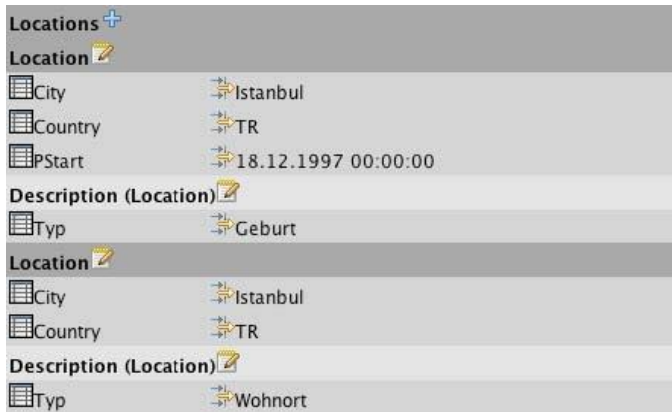 Locations
Location
City Istanbul
Country TR
PStart 18.12.1997 00:00:00
Description (Location)
Typ Geburt
Location
City Istanbul
Country TR
Description (Location)
Typ Wohnort